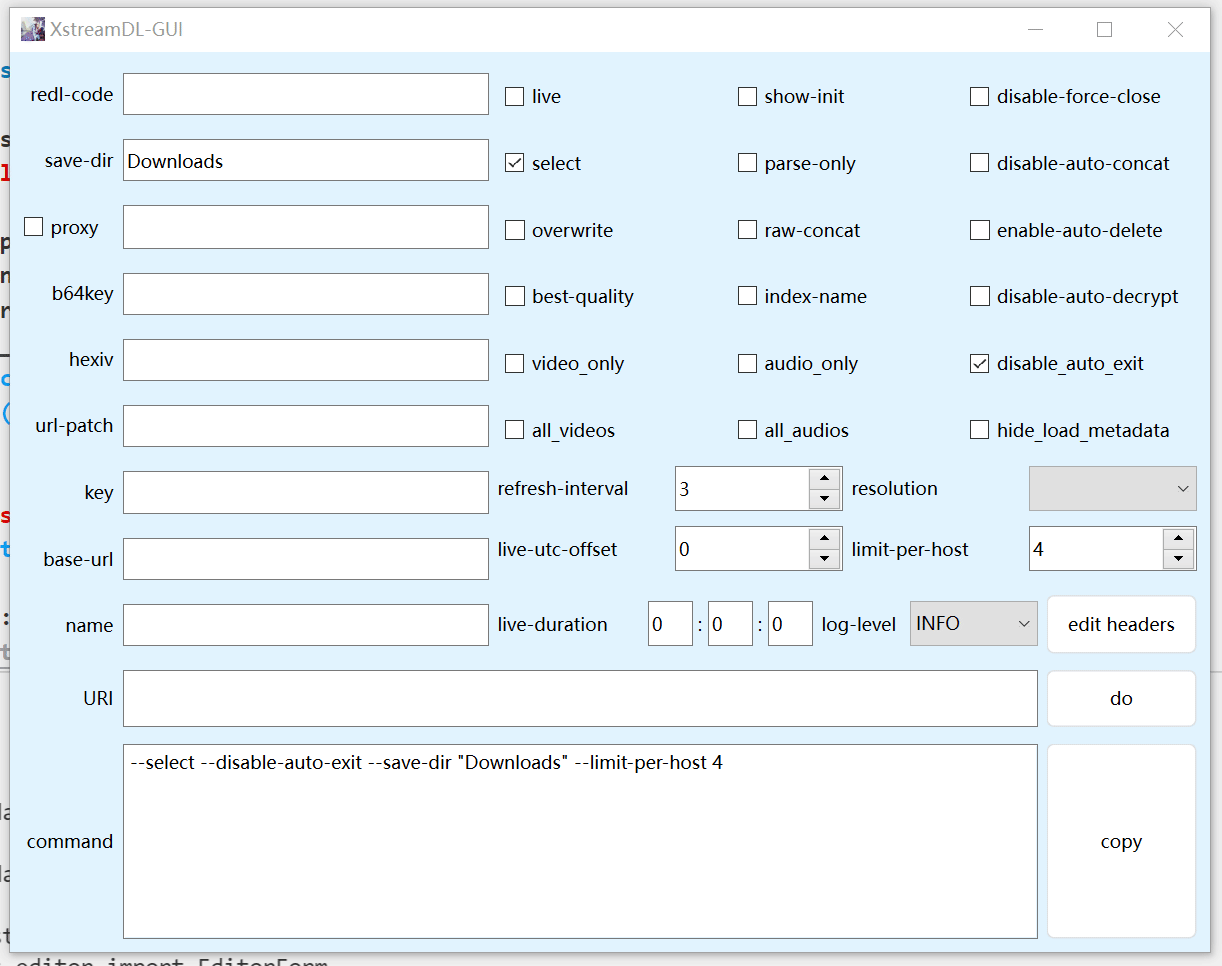 XstreamDL-GUI
redl-code live show-init disable-force-close
save-dir Downloads select parse-only disable-auto-concat
proxy overwrite raw-concat enable-auto-delete
b64key best-quality index-name disable-auto-decrypt
hexiv video_only audio_only disable_auto_exit
url-patch all_videos all_audios hide_load_metadata
key refresh-interval 3 resolution
base-url live-utc-offset 0 limit-per-host 4
name live-duration 0 : 0 : 0 log-level INFO edit headers
URI do
--select --disable-auto-exit --save-dir "Downloads" --limit-per-host 4
command copy
editor import EditorForm